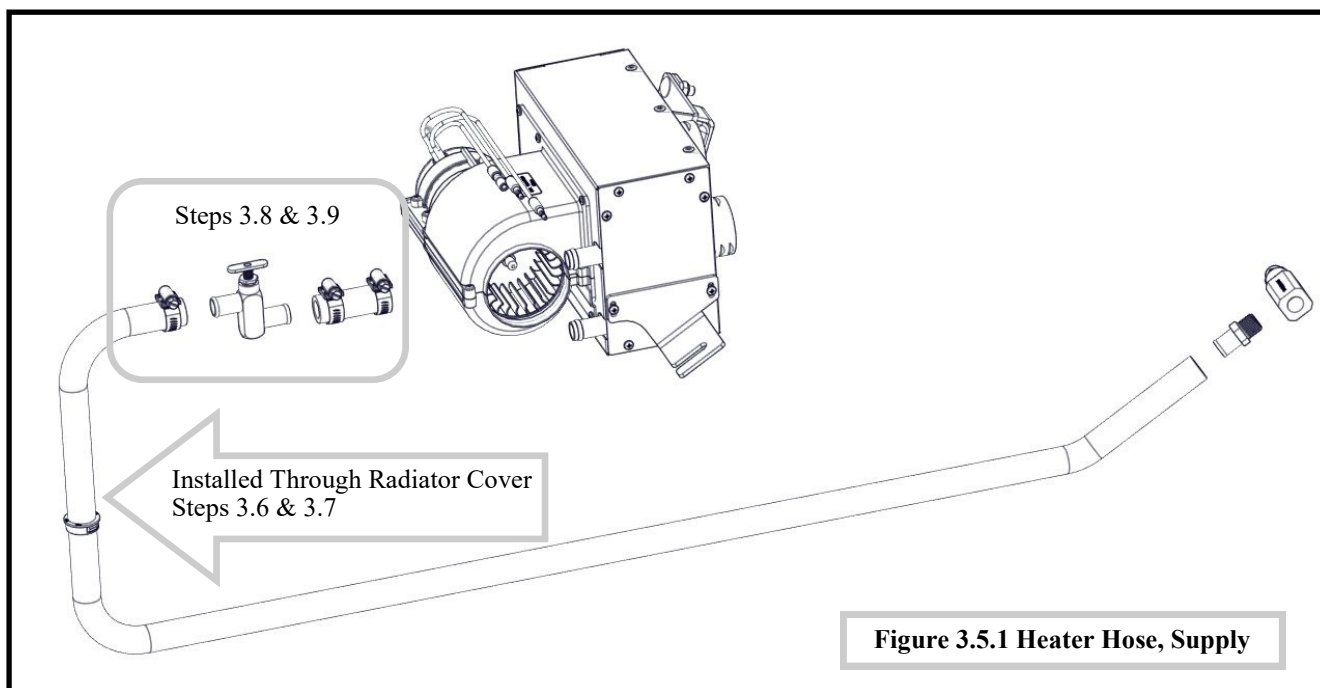 Steps 3.8 & 3.9
Installed Through Radiator Cover
Steps 3.6 & 3.7
Figure 3.5.1 Heater Hose, Supply